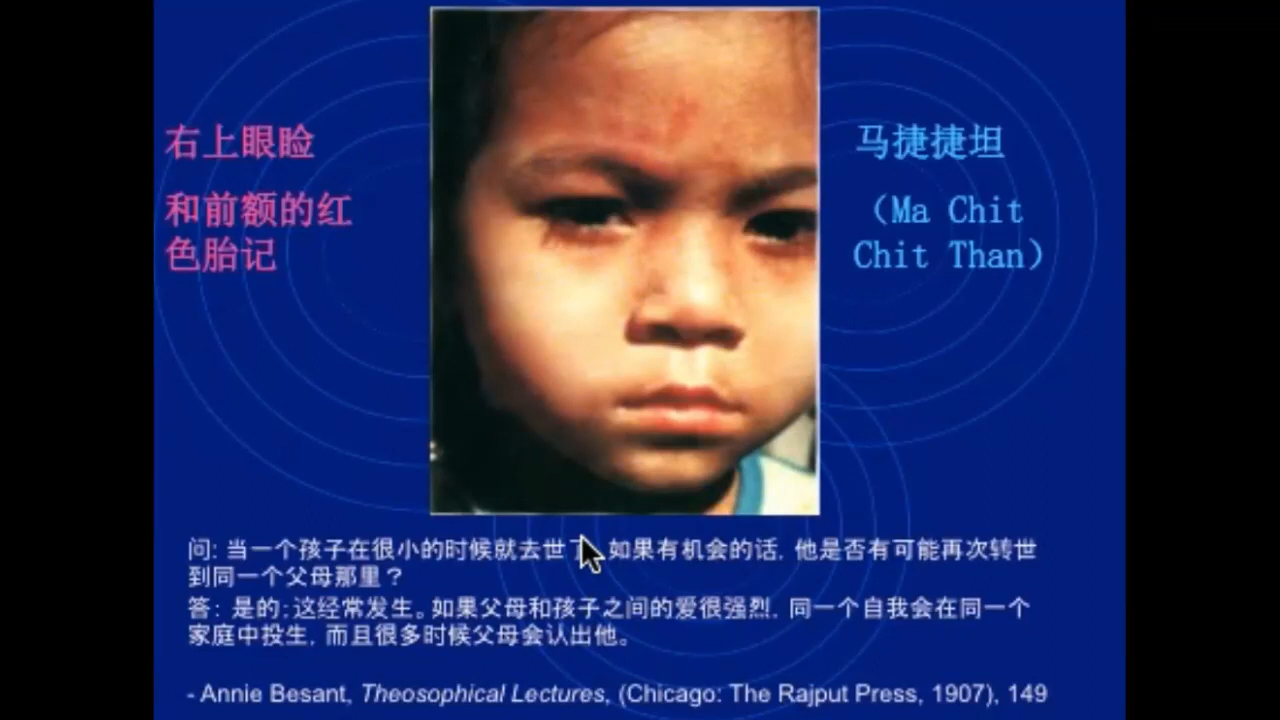 右上眼睑
和前额的红
色胎记
马捷捷坦
（Ma Chit
Chit Than）
问: 当一个孩子在很小的时候就去世了 如果有机会的话, 他是否有可能再次转世
到同一个父母那里？
答: 是的;这经常发生。如果父母和孩子之间的爱很强烈, 同一个自我会在同一个
家庭中投生, 而且很多时候父母会认出他。
- Annie Besant, Theosophical Lectures, (Chicago: The Rajput Press, 1907), 149